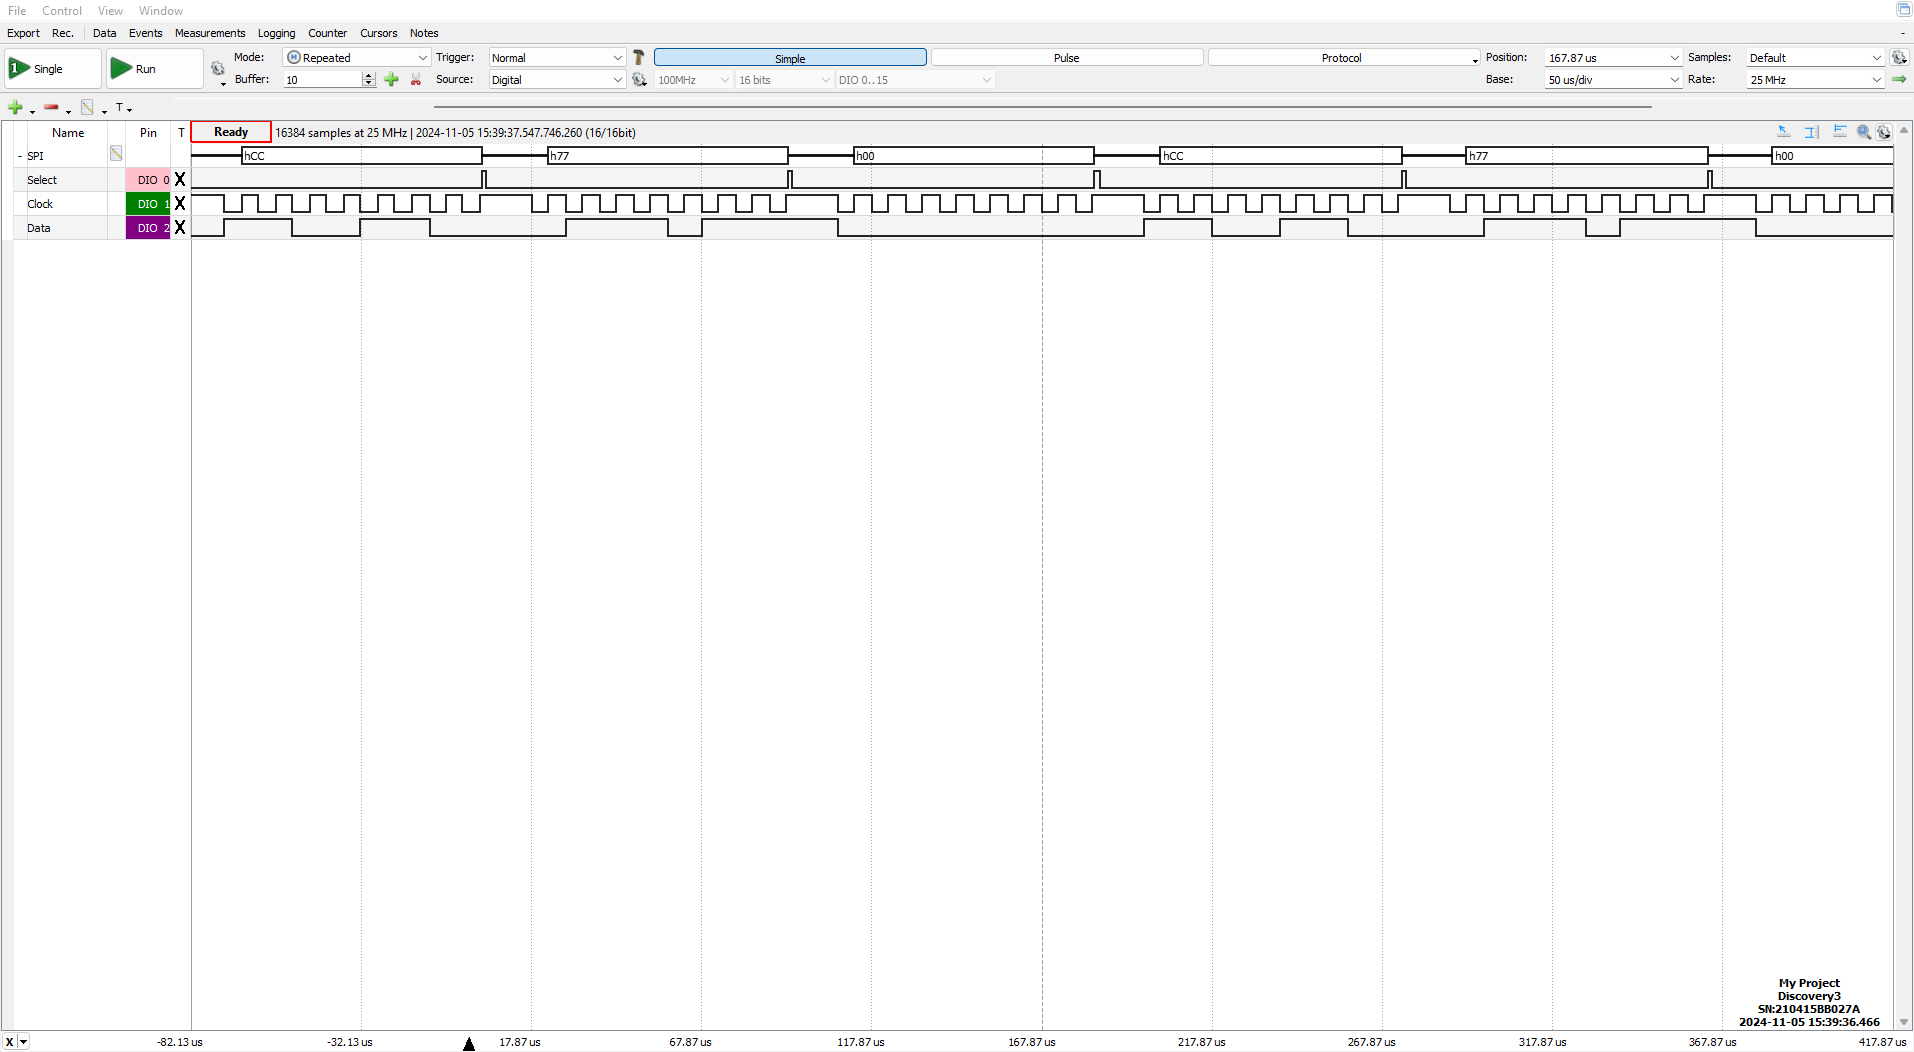 File Control View Window
Export Rec. Data Events Measurements Logging Counter Cursors Notes -
1 Single Run Mode: Repeated Trigger: Normal Simple Pulse Protocol Position: 167.87 us Samples: Default
Buffer: 10 Source: Digital 100MHz 16 bits DIO 0..15 Base: 50 us/div Rate: 25 MHz
T
Name Pin T Ready 16384 samples at 25 MHz | 2024-11-05 15:39:37.547.746.260 (16/16bit)
- SPI hCC h77 h00 hCC h77 h00
Select DIO 0 X
Clock DIO 1 X
Data DIO 2 X
My Project
Discovery3
SN:210415BB027A
2024-11-05 15:39:36.466
X -82.13 us -32.13 us 17.87 us 67.87 us 117.87 us 167.87 us 217.87 us 267.87 us 317.87 us 367.87 us 417.87 us